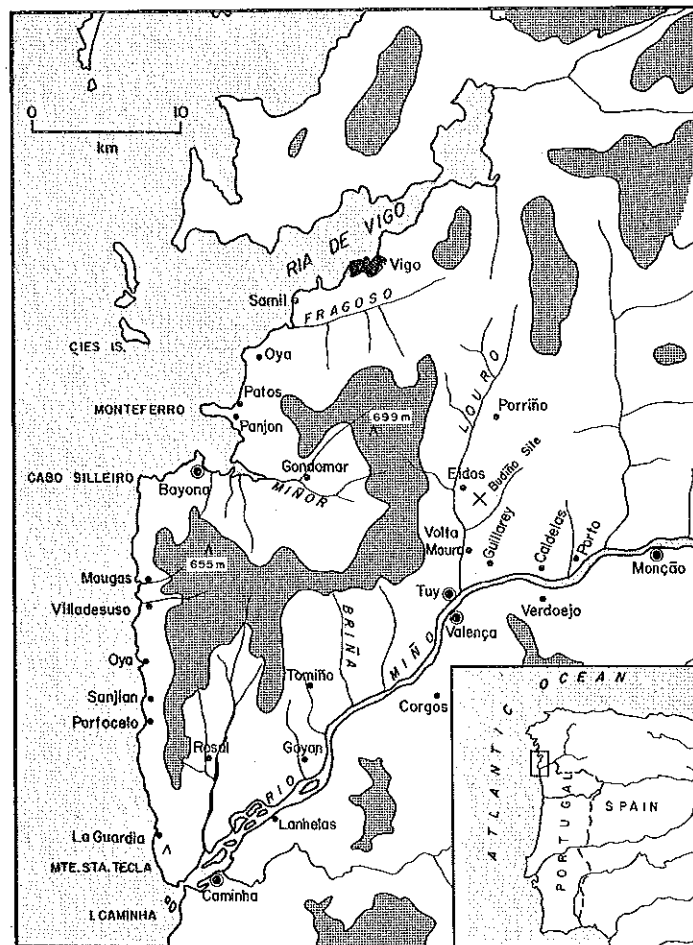 0 10
km
RIA DE VIGO
Vigo
Samil
FRAGOSO
ÇIES IS.
Oya
LOURO
Patos
MONTEFERRO
Panjon
699 m
Porriño
Gondomar
CABO SILLEIRO
Bayona
MIÑOR
Eidos
Budiño Site
Volta
Moura
Guillarej
Caldelas
Porto
655 m
Monção
Mougas
Villadesuso
Tuy
Verdoejo
BRIÑA
Valença
MIÑO
Oya
Tomiño
Sanjian
Corgos
Portocelo
Rosal
Goyan
RIO
Lanhelas
La Guardia
MTE. STA. TECLA
Caminha
I. CAMINHA
ATLANTIC OCEAN
SPAIN
PORTUGAL